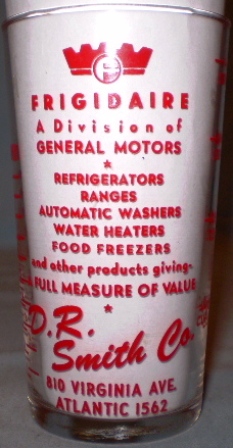 FRIGIDAIRE
A Division of
GENERAL MOTORS
*
REFRIGERATORS
RANGES
AUTOMATIC WASHERS
WATER HEATERS
FOOD FREEZERS
and other products giving-
A FULL MEASURE OF VALUE
*
D.R.
Smith Co.
810 VIRGINIA AVE.
ATLANTIC 1562